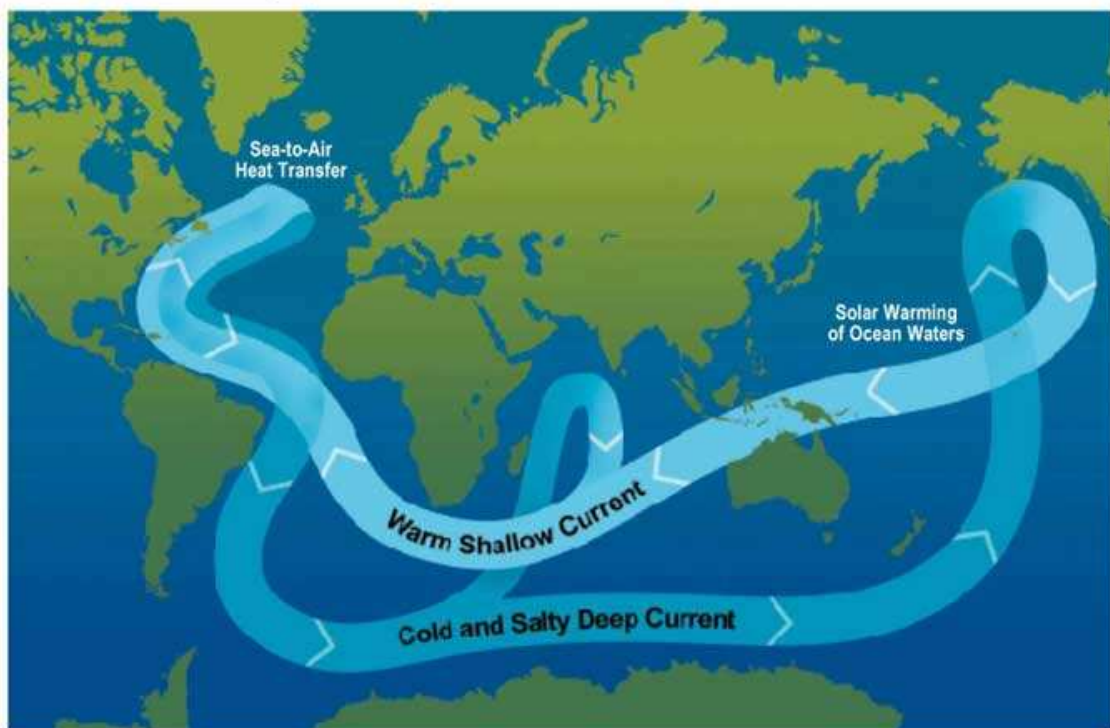 Sea-to-Air
Heat Transfer
Solar Warming
of Ocean Waters
Warm Shallow Current
Cold and Salty Deep Current